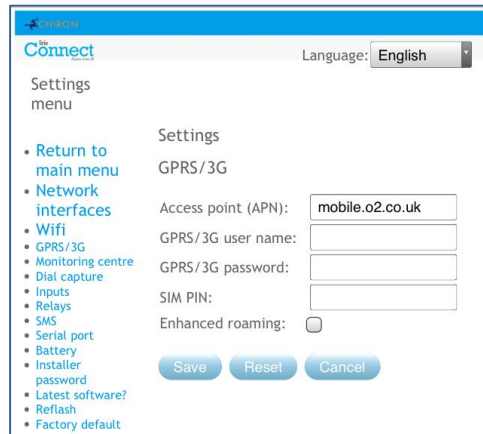 CHIRON
iris
Connect
Language: English
Settings
menu
Return to
main menu
Network
interfaces
Wifi
GPRS/3G
Monitoring centre
Dial capture
Inputs
Relays
SMS
Serial port
Battery
Installer
password
Latest software?
Reflash
Factory default
Settings
GPRS/3G
Access point (APN): mobile.o2.co.uk
GPRS/3G user name:
GPRS/3G password:
SIM PIN:
Enhanced roaming:
Save Reset Cancel